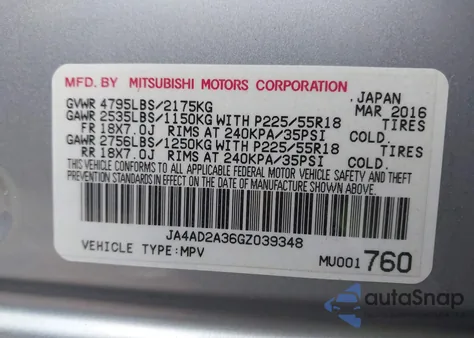 MFD. BY MITSUBISHI MOTORS CORPORATION
GVWR 4795LBS/2175KG JAPAN
MAR, 2016
GAWR 2535LBS/1150KG WITH P225/55R18 TIRES
FR 18X7.0J RIMS AT 240KPA/35PSI COLD.
GAWR 2756LBS/1250KG WITH P225/55R18 TIRES
RR 18X7.0J RIMS AT 240KPA/35PSI COLD.
THIS VEHICLE CONFORMS TO ALL APPLICABLE FEDERAL MOTOR VEHICLE SAFETY AND THEFT
PREVENTION STANDARDS IN EFFECT ON THE DATE OF MANUFACTURE SHOWN ABOVE.
JA4AD2A36GZ039348
VEHICLE TYPE:MPV MU001760
autoSnap